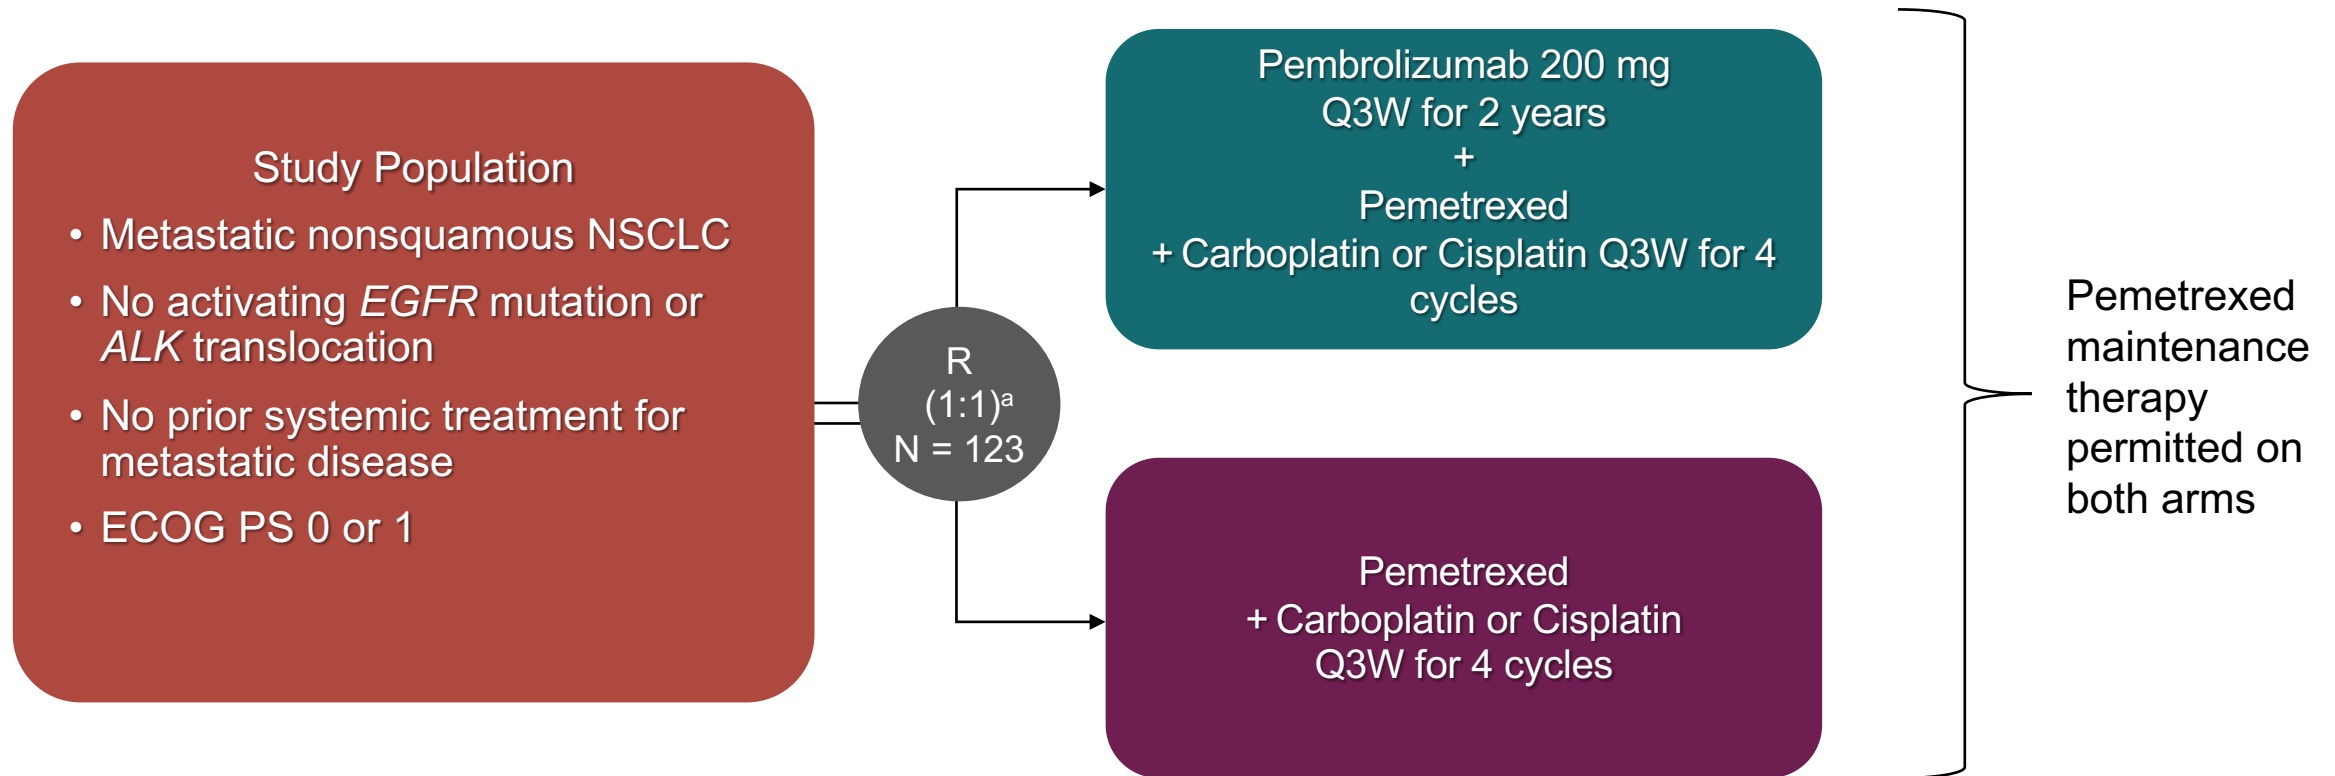 Study Population
• Metastatic nonsquamous NSCLC
• No activating EGFR mutation or
ALK translocation
• No prior systemic treatment for
metastatic disease
• ECOG PS 0 or 1
R
(1:1)ᵃ
N = 123
Pembrolizumab 200 mg
Q3W for 2 years
+
Pemetrexed
+ Carboplatin or Cisplatin Q3W for 4
cycles
Pemetrexed
+ Carboplatin or Cisplatin
Q3W for 4 cycles
Pemetrexed
maintenance
therapy
permitted on
both arms